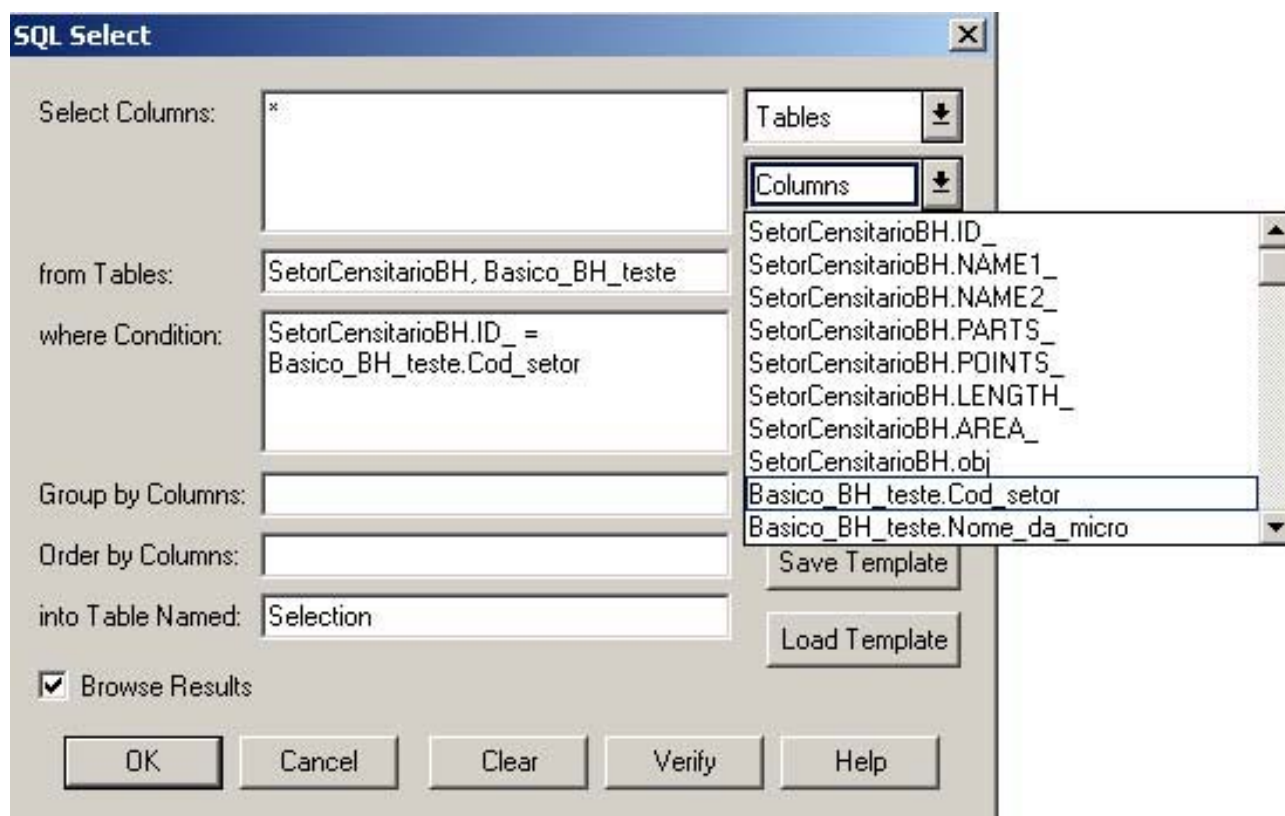 SQL Select
Select Columns:
*
Tables
Columns
SetorCensitarioBH.ID_
SetorCensitarioBH.NAME1_
SetorCensitarioBH.NAME2_
SetorCensitarioBH.PARTS_
SetorCensitarioBH.POINTS_
SetorCensitarioBH.LENGTH_
SetorCensitarioBH.AREA_
SetorCensitarioBH.obj
Basico_BH_teste.Cod_setor
Basico_BH_teste.Nome_da_micro
from Tables:
SetorCensitarioBH, Basico_BH_teste
where Condition:
SetorCensitarioBH.ID_ =
Basico_BH_teste.Cod_setor
Group by Columns:
Order by Columns:
into Table Named:
Selection
Save Template
Load Template
Browse Results
OK
Cancel
Clear
Verify
Help